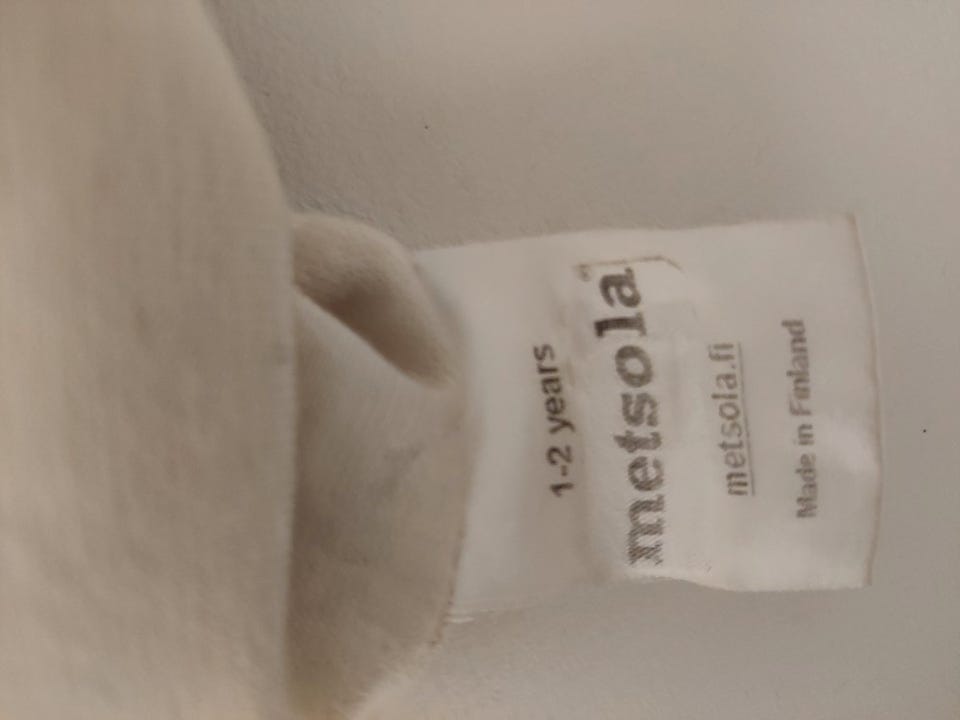 1-2 years
metsola
metsola.fi
Made in Finland